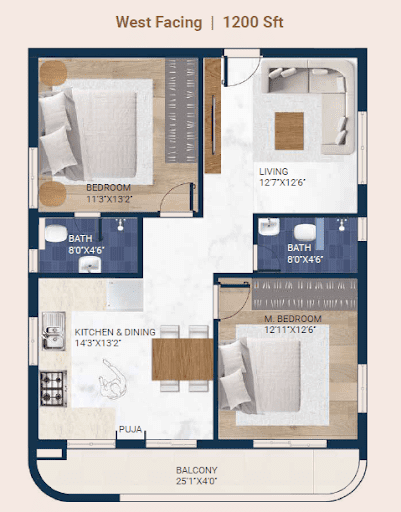 West Facing | 1200 Sft
LIVING
12'7"X12'6"
BEDROOM
11'3"X13'2"
BATH
8'0"X4'6"
BATH
8'0"X4'6"
KITCHEN & DINING
14'3"X13'2"
M. BEDROOM
12'11"X12'6"
PUJA
BALCONY
25'1"X4'0"